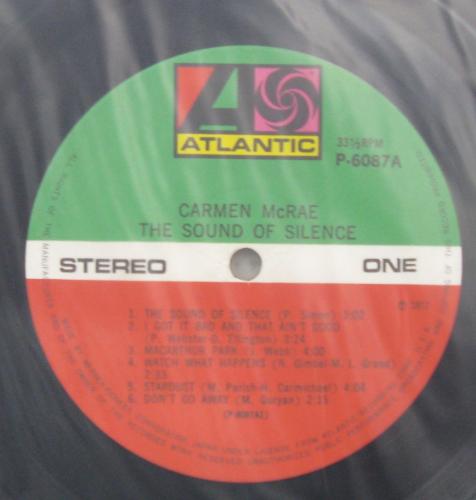 ATLANTIC
33⅓RPM
P-6087A
CARMEN McRAE
THE SOUND OF SILENCE
STEREO
ONE
1. THE SOUND OF SILENCE (P. Simon) 3:02
2. I GOT IT BAD AND THAT AIN'T GOOD
(P. Webster-D. Ellington) 3:24
3. MACARTHUR PARK (J. Webb) 4:00
4. WATCH WHAT HAPPENS (N. Gimbel-M. L. Grand)
2:35
5. STARDUST (M. Parish-H. Carmichael) 4:04
6. DON'T GO AWAY (M. Guryan) 2:15
(P-6087A1)